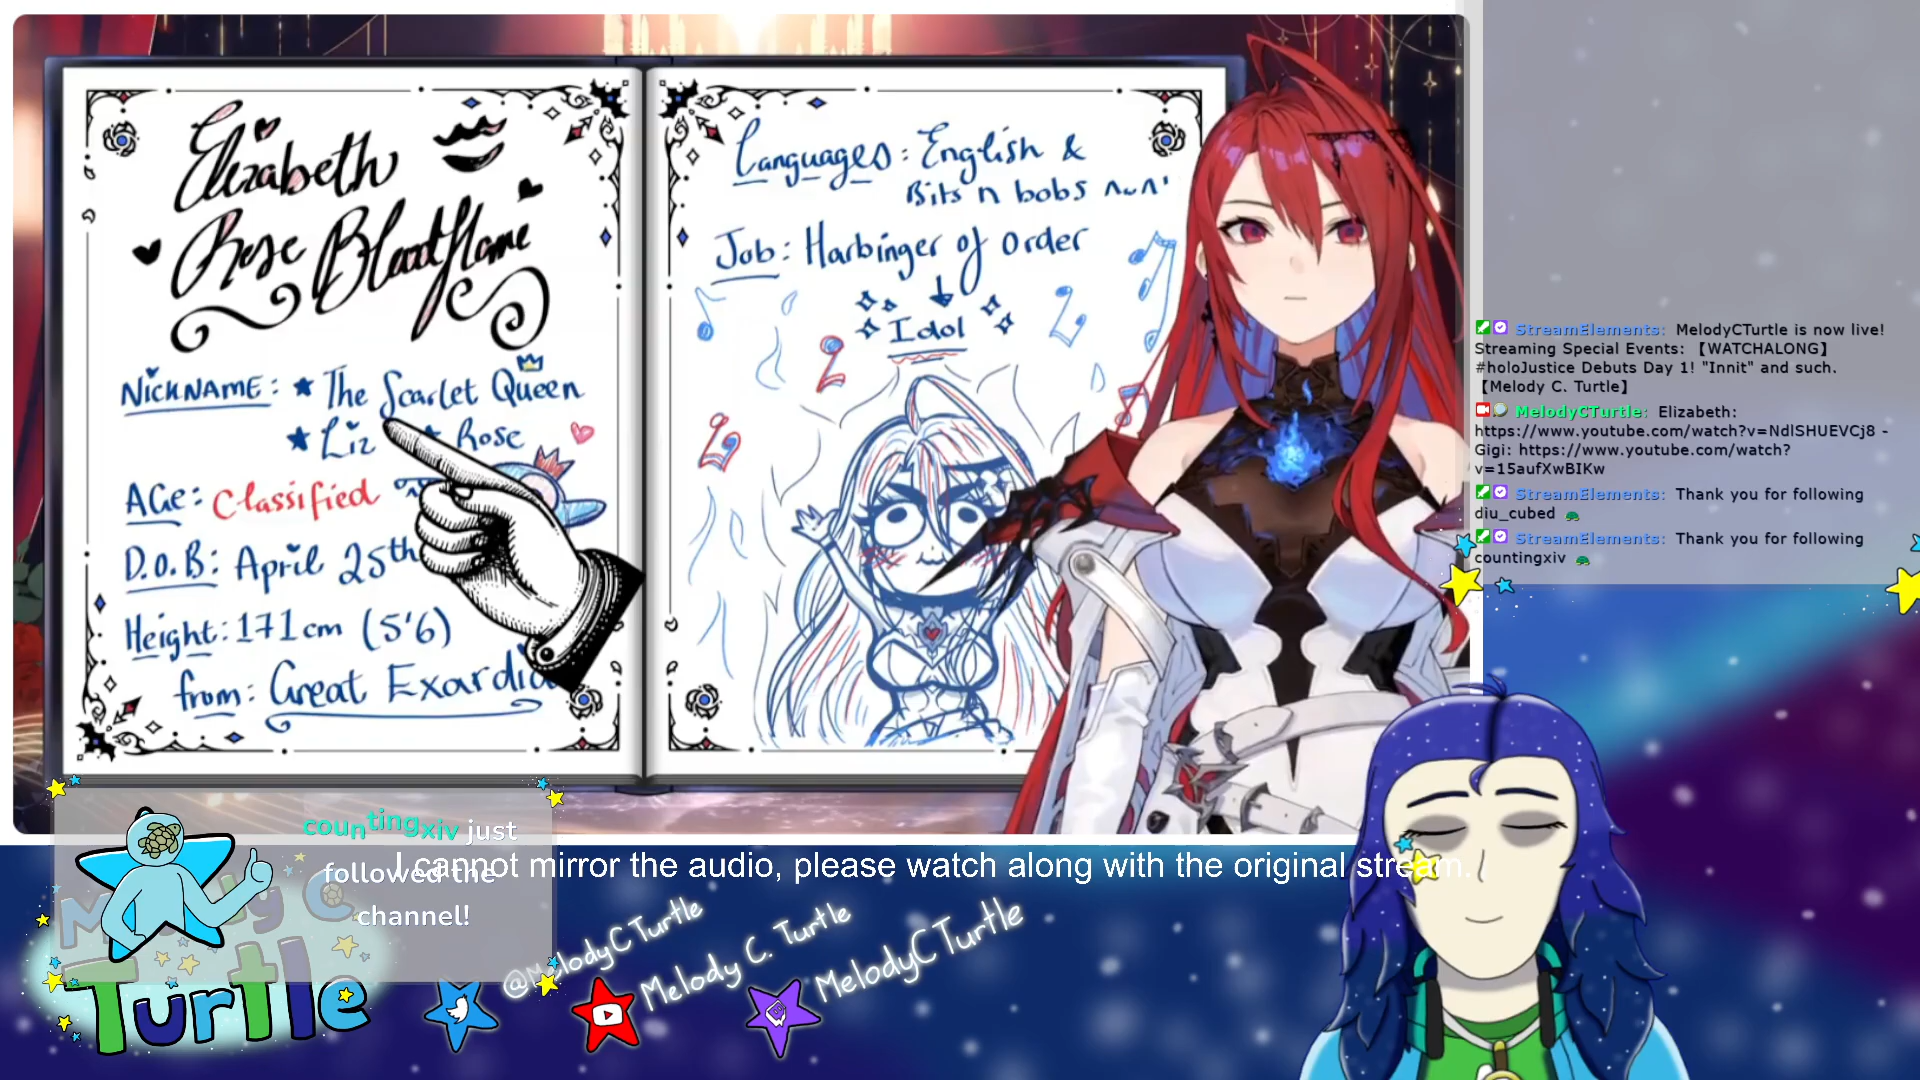 Elizabeth
Rose Bloodflame
NICKNAME: ★ The Scarlet Queen
★ Liz ★ Rose
AGE: Classified
D.O.B: April 25th
Height: 171cm (5'6)
from: Great Exardia
Languages: English &
Bits n bobs
Job: Harbinger of Order
Idol
StreamElements: MelodyCTurtle is now live!
Streaming Special Events: 【WATCHALONG】
#holoJustice Debuts Day 1! "Innit" and such.
【Melody C. Turtle】
MelodyCTurtle: Elizabeth:
https://www.youtube.com/watch?v=NdlSHUEVCj8 -
Gigi: https://www.youtube.com/watch?
v=15aufXwBIKw
StreamElements: Thank you for following
diu_cubed
StreamElements: Thank you for following
countingxiv
countingxiv just
followed the
channel!
I cannot mirror the audio, please watch along with the original stream.
Melody C
Turtle
@MelodyCTurtle
Melody C. Turtle
MelodyCTurtle